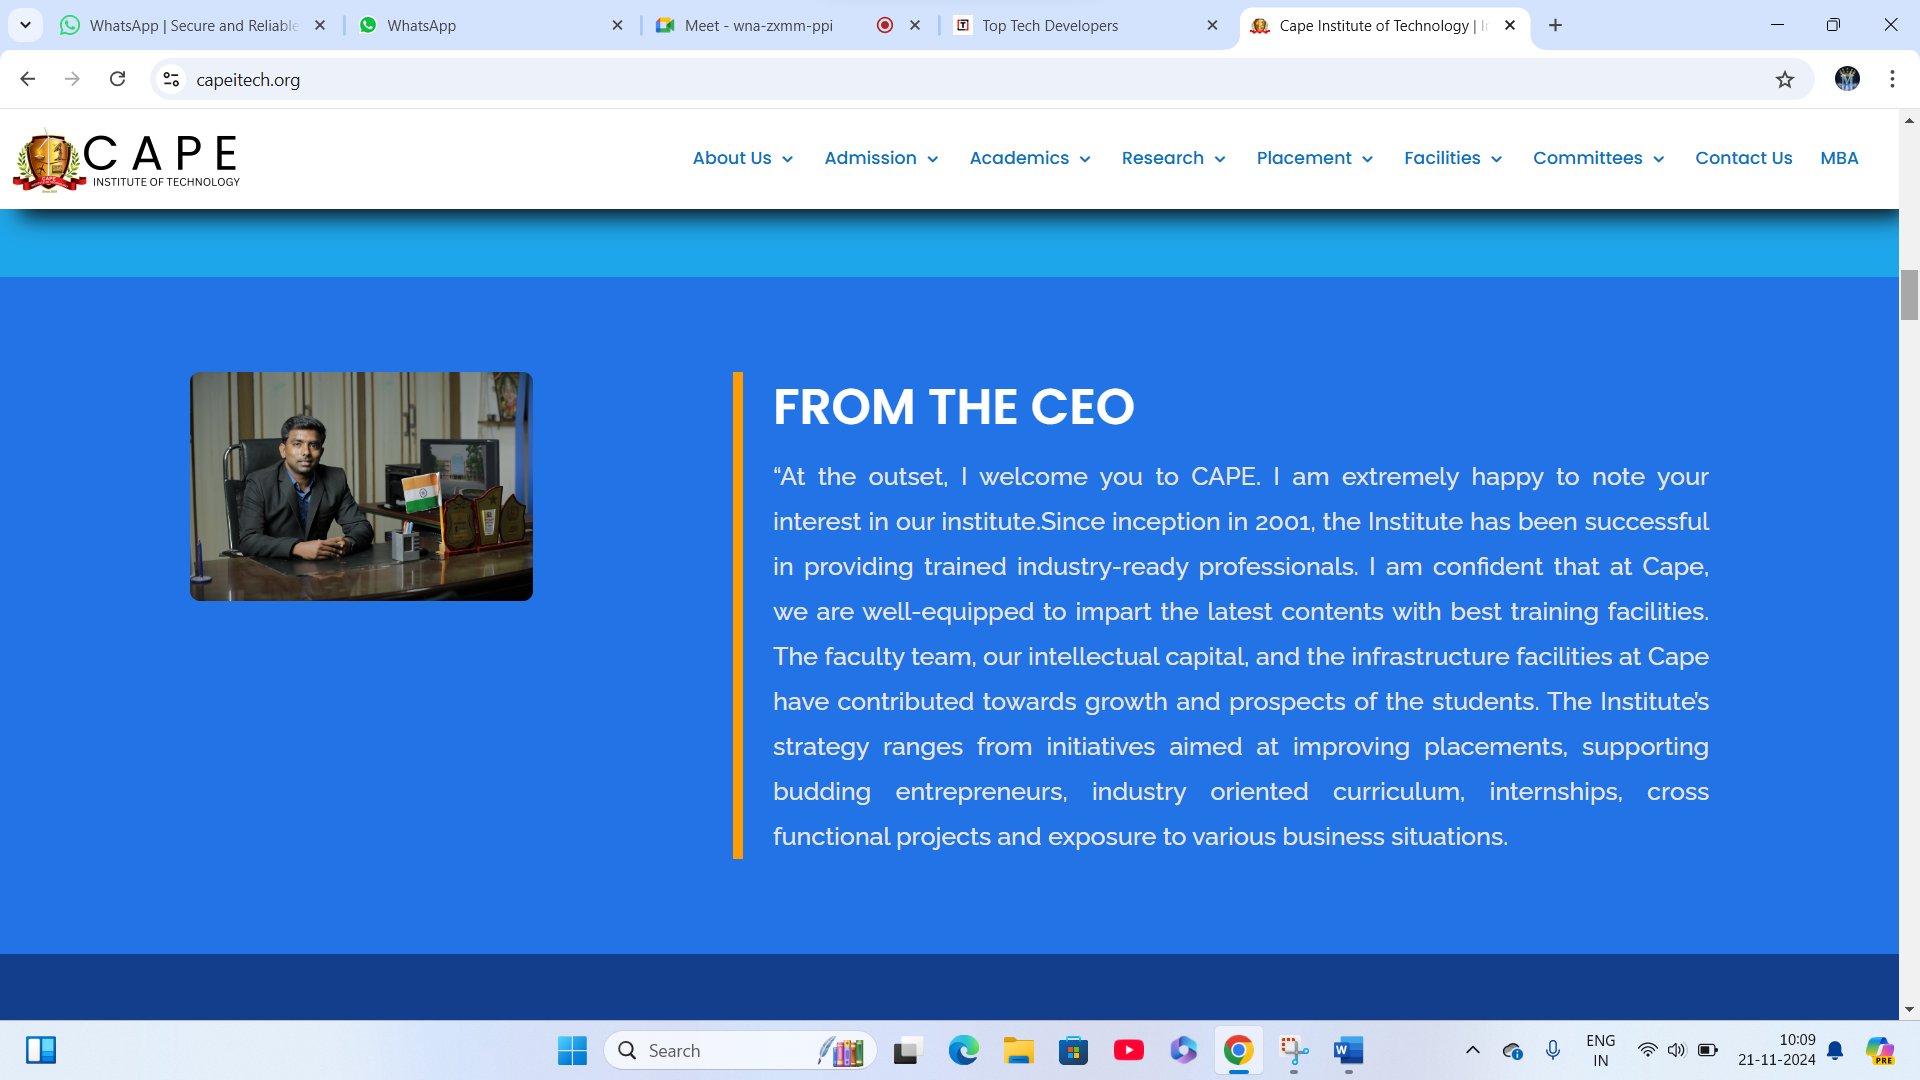 WhatsApp | Secure and Reliable
WhatsApp
Meet - wna-zxmm-ppi
Top Tech Developers
Cape Institute of Technology |
capeitech.org
CAPE
INSTITUTE OF TECHNOLOGY
CAPE
About Us
Admission
Academics
Research
Placement
Facilities
Committees
Contact Us
MBA
FROM THE CEO
“At the outset, I welcome you to CAPE. I am extremely happy to note your
interest in our institute.Since inception in 2001, the Institute has been successful
in providing trained industry-ready professionals. I am confident that at Cape,
we are well-equipped to impart the latest contents with best training facilities.
The faculty team, our intellectual capital, and the infrastructure facilities at Cape
have contributed towards growth and prospects of the students. The Institute’s
strategy ranges from initiatives aimed at improving placements, supporting
budding entrepreneurs, industry oriented curriculum, internships, cross
functional projects and exposure to various business situations.
Search
ENG
IN
10:09
21-11-2024
PRE